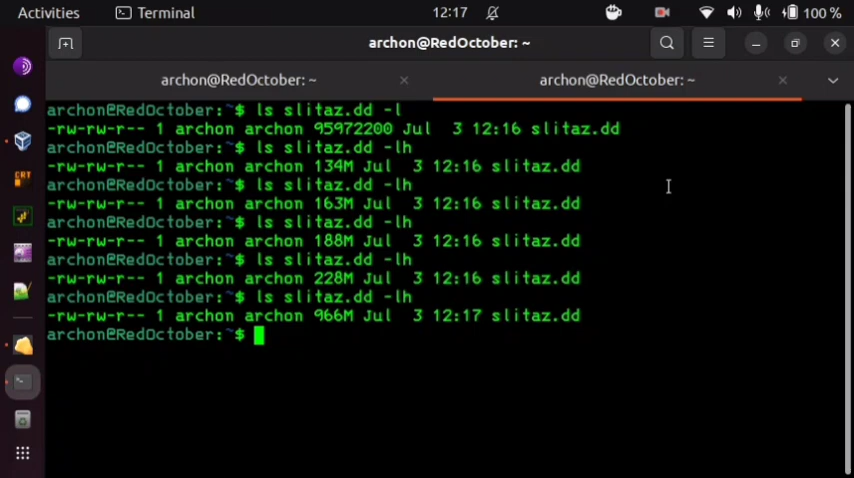 Activities Terminal 12:17 100 %
archon@RedOctober: ~
archon@RedOctober: ~ archon@RedOctober: ~
archon@RedOctober:~$ ls slitaz.dd -l
-rw-rw-r-- 1 archon archon 95972200 Jul  3 12:16 slitaz.dd
archon@RedOctober:~$ ls slitaz.dd -lh
-rw-rw-r-- 1 archon archon 134M Jul  3 12:16 slitaz.dd
archon@RedOctober:~$ ls slitaz.dd -lh
-rw-rw-r-- 1 archon archon 163M Jul  3 12:16 slitaz.dd
archon@RedOctober:~$ ls slitaz.dd -lh
-rw-rw-r-- 1 archon archon 188M Jul  3 12:16 slitaz.dd
archon@RedOctober:~$ ls slitaz.dd -lh
-rw-rw-r-- 1 archon archon 228M Jul  3 12:16 slitaz.dd
archon@RedOctober:~$ ls slitaz.dd -lh
-rw-rw-r-- 1 archon archon 966M Jul  3 12:17 slitaz.dd
archon@RedOctober:~$
CRT